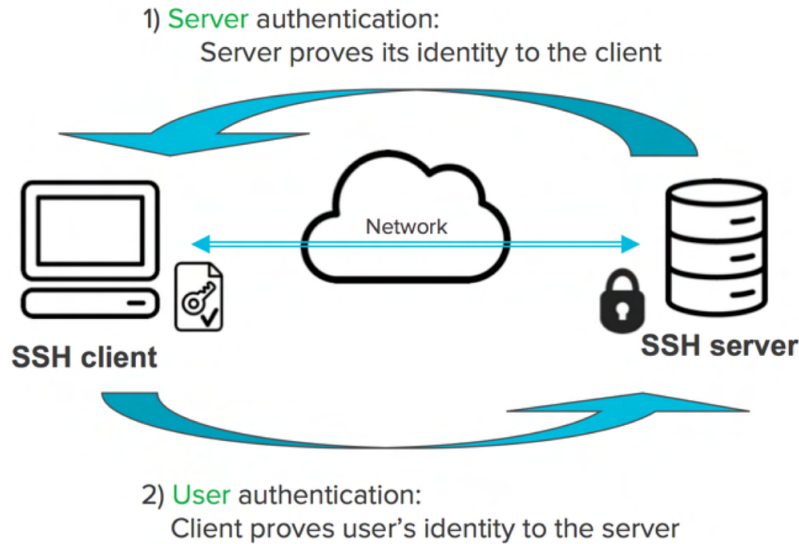 1) Server authentication:
Server proves its identity to the client
Network
SSH client
SSH server
2) User authentication:
Client proves user's identity to the server